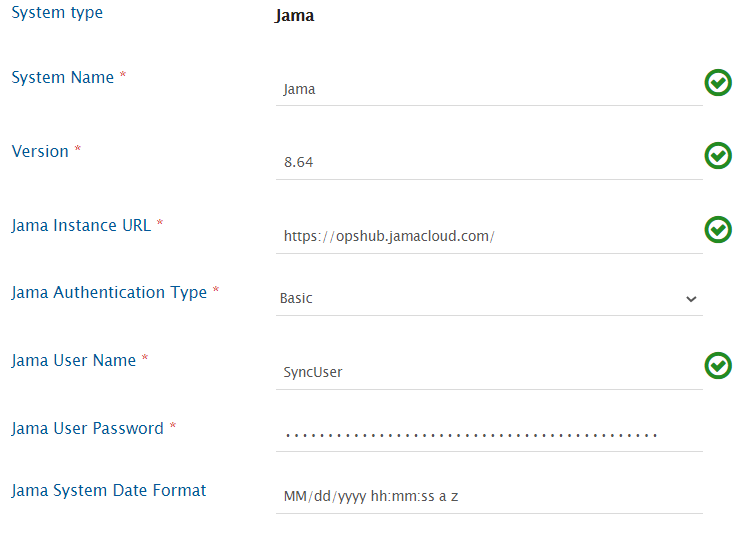 System type Jama
System Name * Jama
Version * 8.64
Jama Instance URL * https://opshub.jamacloud.com/
Jama Authentication Type * Basic
Jama User Name * SyncUser
Jama User Password * ............................................
Jama System Date Format MM/dd/yyyy hh:mm:ss a z